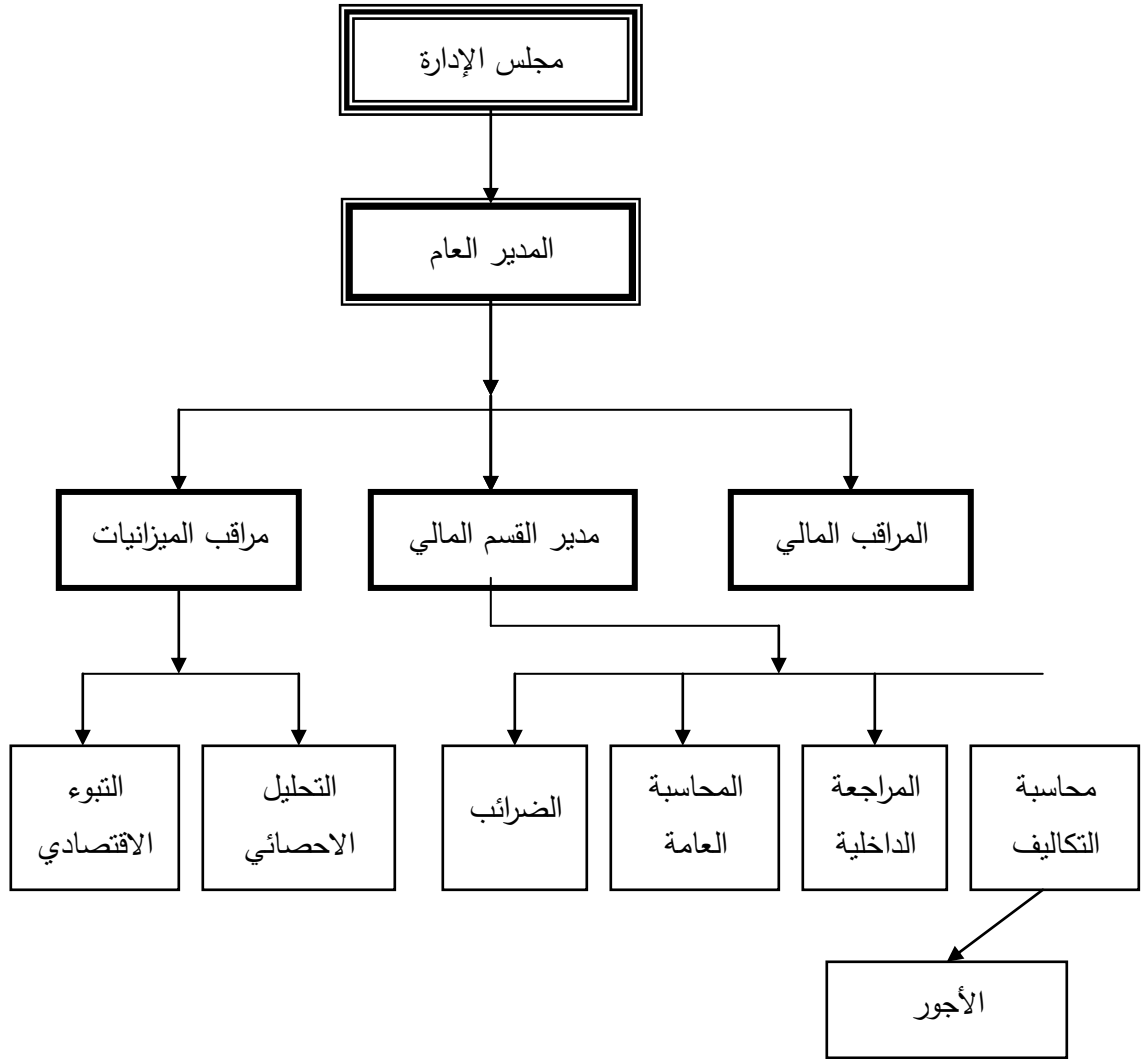 مجلس الإدارة
المدير العام
المراقب المالي
مدير القسم المالي
مراقب الميزانيات
محاسبة
التكاليف
المراجعة
الداخلية
المحاسبة
العامة
الضرائب
التحليل
الاحصائي
التبوء
الاقتصادي
الأجور